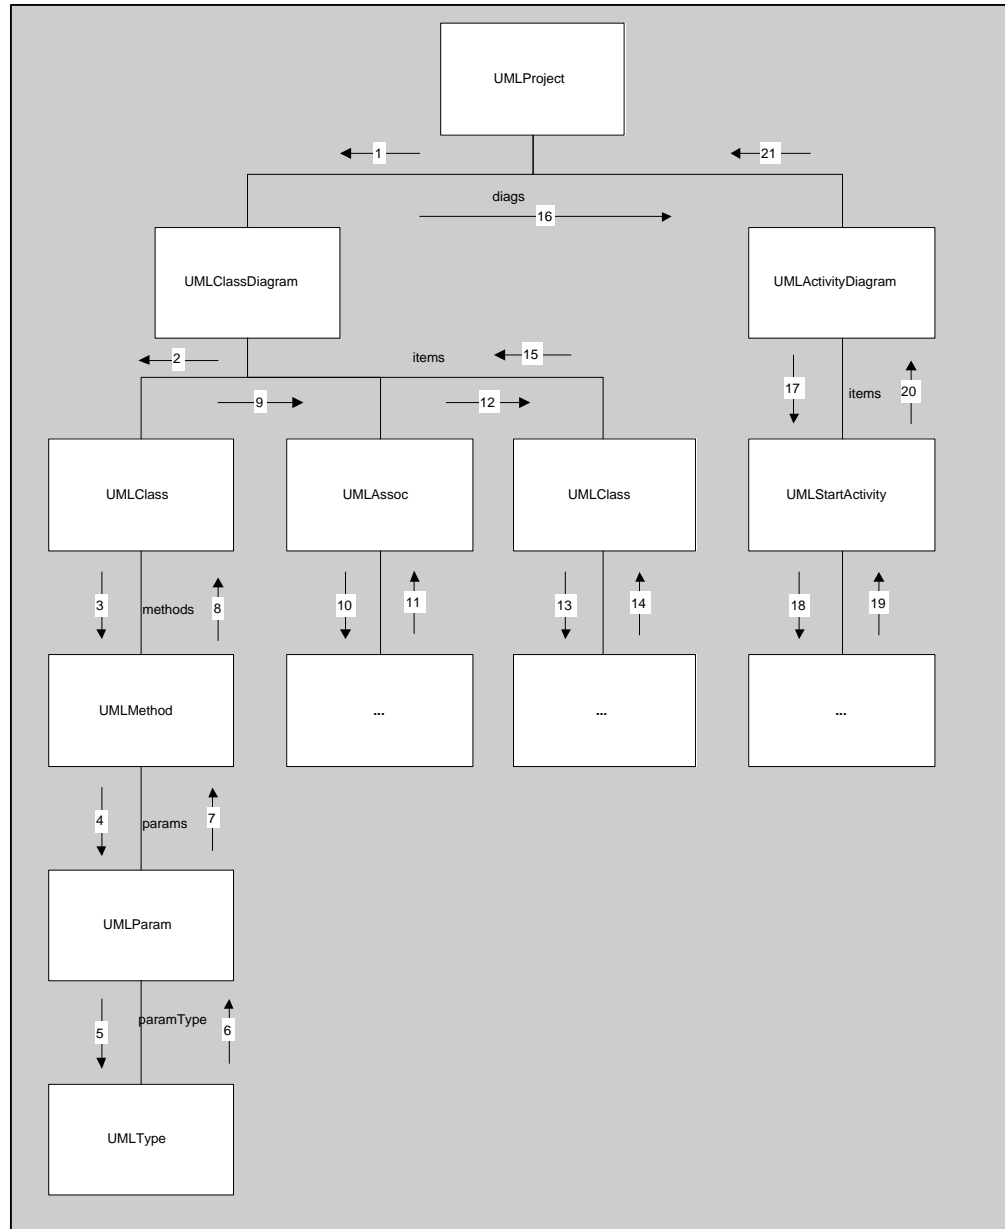 UMLProject
1
21
diags
16
UMLClassDiagram
UMLActivityDiagram
2
items
15
17
items
20
9
12
UMLClass
UMLAssoc
UMLClass
UMLStartActivity
3
methods
8
10
11
13
14
18
19
UMLMethod
...
...
...
4
params
7
UMLParam
5
paramType
6
UMLType